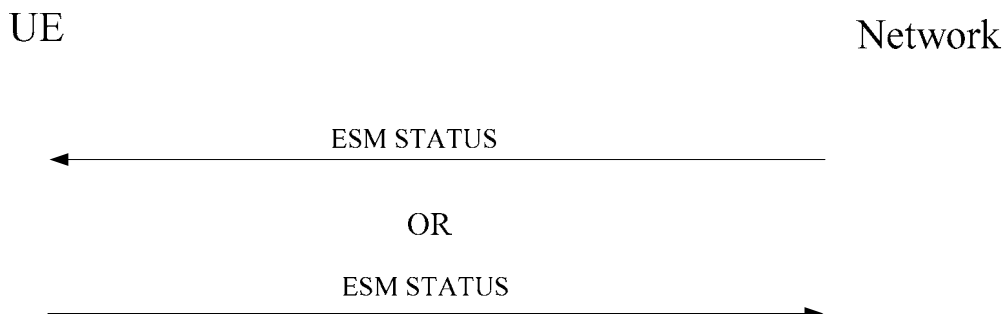 UE
Network
ESM STATUS
OR
ESM STATUS